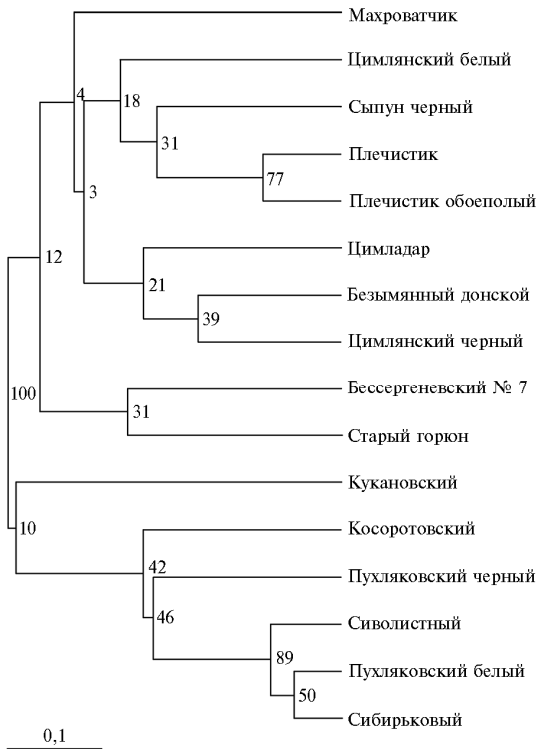 Махроватчик
4
Цимлянский белый
18
Сыпун черный
31
Плечистик
77
Плечистик обоеполый
3
Цимладар
12
21
Безымянный донской
39
Цимлянский черный
Бессергеневский № 7
100
31
Старый горюн
Кукановский
10
Косоротовский
42
Пухляковский черный
46
Сиволистный
89
Пухляковский белый
50
Сибирьковый
0,1